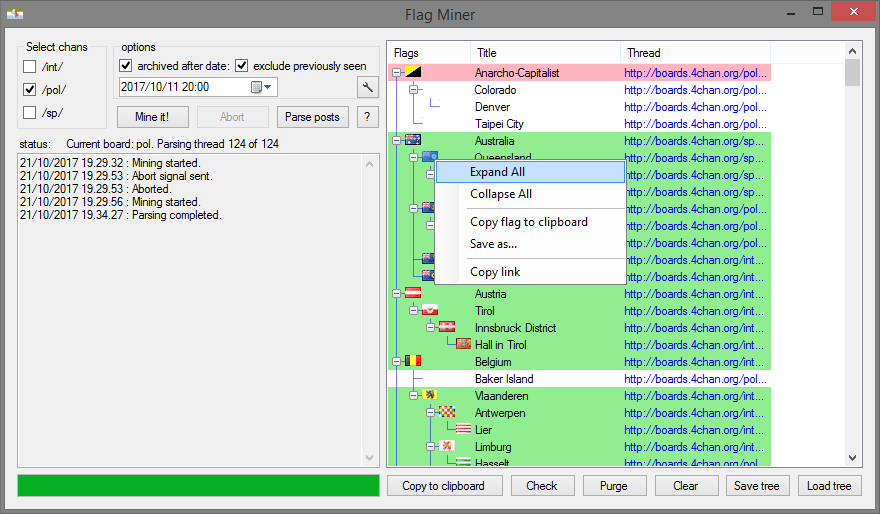 Flag Miner
Select chans
/int/
/pol/
/sp/
options
archived after date:
exclude previously seen
2017/10/11 20:00
Mine it!
Abort
Parse posts
?
status: Current board: pol. Parsing thread 124 of 124
21/10/2017 19.29.32 : Mining started.
21/10/2017 19.29.53 : Abort signal sent.
21/10/2017 19.29.53 : Aborted.
21/10/2017 19.29.56 : Mining started.
21/10/2017 19.34.27 : Parsing completed.
Flags Title Thread
Anarcho-Capitalist http://boards.4chan.org/pol...
Colorado http://boards.4chan.org/pol...
Denver http://boards.4chan.org/pol...
Taipei City http://boards.4chan.org/pol...
Australia http://boards.4chan.org/sp...
Queensland http://boards.4chan.org/sp...
Expand All http://boards.4chan.org/sp...
Collapse All http://boards.4chan.org/sp...
http://boards.4chan.org/pol...
Copy flag to clipboard http://boards.4chan.org/pol...
Save as... http://boards.4chan.org/sp...
http://boards.4chan.org/int...
Copy link http://boards.4chan.org/int...
Austria http://boards.4chan.org/int...
Tirol http://boards.4chan.org/int...
Innsbruck District http://boards.4chan.org/int...
Hall in Tirol http://boards.4chan.org/int...
Belgium http://boards.4chan.org/int...
Baker Island http://boards.4chan.org/pol...
Vlaanderen http://boards.4chan.org/int...
Antwerpen http://boards.4chan.org/int...
Lier http://boards.4chan.org/int...
Limburg http://boards.4chan.org/int...
Hasselt http://boards.4chan.org/pol...
Copy to clipboard
Check
Purge
Clear
Save tree
Load tree